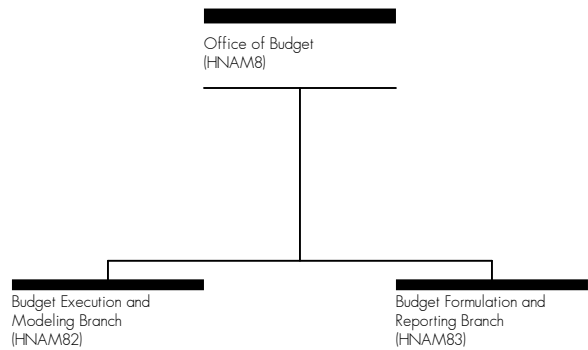 Office of Budget
(HNAM8)
Budget Execution and
Modeling Branch
(HNAM82)
Budget Formulation and
Reporting Branch
(HNAM83)